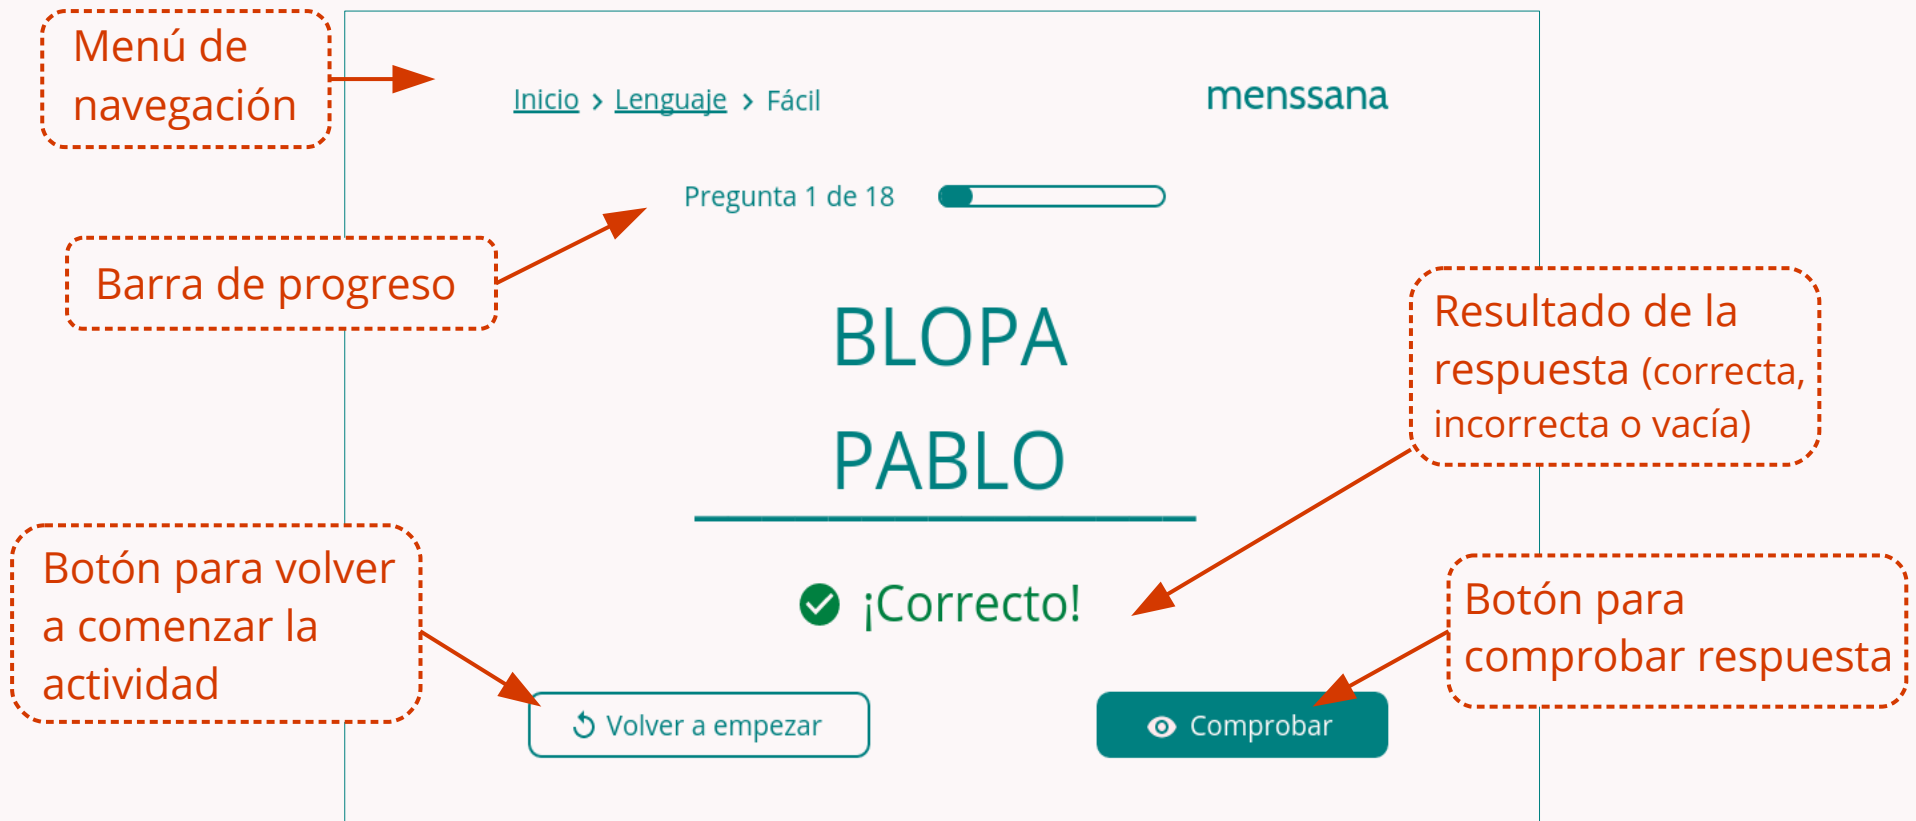 Menú de
navegación
Inicio > Lenguaje > Fácil
menssana
Pregunta 1 de 18
Barra de progreso
BLOPA
PABLO
Resultado de la
respuesta (correcta,
incorrecta o vacía)
¡Correcto!
Botón para volver
a comenzar la
actividad
Botón para
comprobar respuesta
Volver a empezar
Comprobar